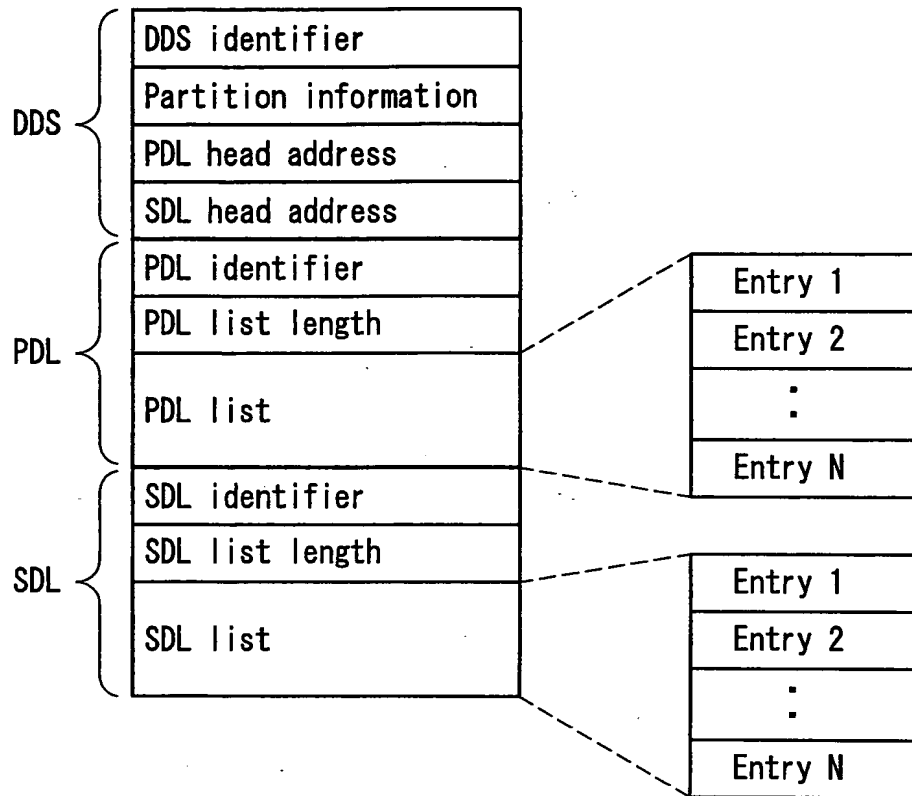 DDS
DDS identifier
Partition information
PDL head address
SDL head address
PDL
PDL identifier
PDL list length
PDL list
Entry 1
Entry 2
:
Entry N
SDL
SDL identifier
SDL list length
SDL list
Entry 1
Entry 2
:
Entry N